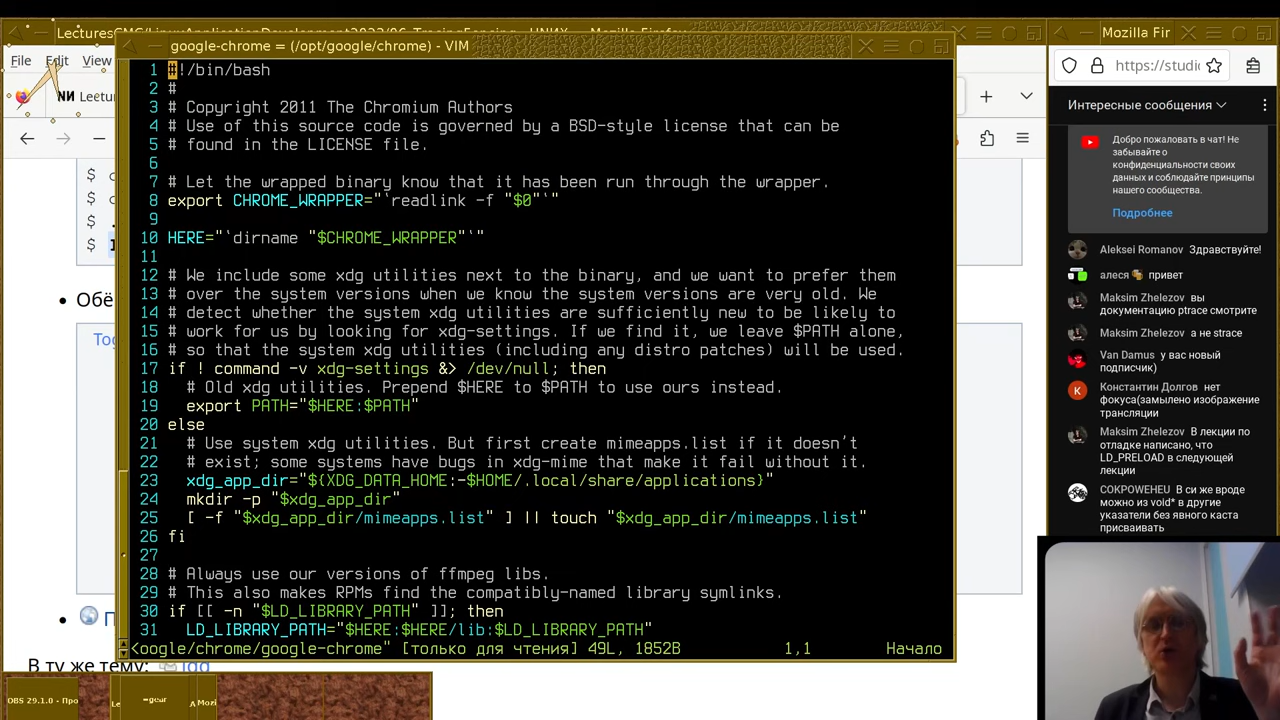 LecturesCMC/LinuxApplicationDevelopment2022/06_TracingFencing - UNИX - Mozilla Firefox
Mozilla Fir
google-chrome = (/opt/google/chrome) - VIM
File Edit View
https://studio
Lectu
Интересные сообщения
Добро пожаловать в чат! Не
забывайте о
конфиденциальности своих
данных и соблюдайте принципы
нашего сообщества.
Подробнее
Aleksei Romanov Здравствуйте!
алеся привет
Maksim Zhelezov вы
документацию ptrace смотрите
Maksim Zhelezov а не strace
Van Damus у вас новый
подписчик)
Константин Долгов нет
фокуса(замылено изображение
трансляции
Maksim Zhelezov В лекции по
отладке написано, что
LD_PRELOAD в следующей
лекции
COKPOWEHEU В си же вроде
можно из void* в другие
указатели без явного каста
присваивать
1 #!/bin/bash
2 #
3 # Copyright 2011 The Chromium Authors
4 # Use of this source code is governed by a BSD-style license that can be
5 # found in the LICENSE file.
6
7 # Let the wrapped binary know that it has been run through the wrapper.
8 export CHROME_WRAPPER="`readlink -f "$0"`"
9
10 HERE="`dirname "$CHROME_WRAPPER"`"
11
12 # We include some xdg utilities next to the binary, and we want to prefer them
13 # over the system versions when we know the system versions are very old. We
14 # detect whether the system xdg utilities are sufficiently new to be likely to
15 # work for us by looking for xdg-settings. If we find it, we leave $PATH alone,
16 # so that the system xdg utilities (including any distro patches) will be used.
17 if ! command -v xdg-settings &> /dev/null; then
18   # Old xdg utilities. Prepend $HERE to $PATH to use ours instead.
19   export PATH="$HERE:$PATH"
20 else
21   # Use system xdg utilities. But first create mimeapps.list if it doesn't
22   # exist; some systems have bugs in xdg-mime that make it fail without it.
23   xdg_app_dir="${XDG_DATA_HOME:-$HOME/.local/share/applications}"
24   mkdir -p "$xdg_app_dir"
25   [ -f "$xdg_app_dir/mimeapps.list" ] || touch "$xdg_app_dir/mimeapps.list"
26 fi
27
28 # Always use our versions of ffmpeg libs.
29 # This also makes RPMs find the compatibly-named library symlinks.
30 if [[ -n "$LD_LIBRARY_PATH" ]]; then
31   LD_LIBRARY_PATH="$HERE:$HERE/lib:$LD_LIBRARY_PATH"
<oogle/chrome/google-chrome" [только для чтения] 49L, 1852B 1,1 Начало
$
$
$ .
$
Обё
Tog
П
В ту же тему:
DBS 29.1.0 - Про
Le
=gear
A Mozi